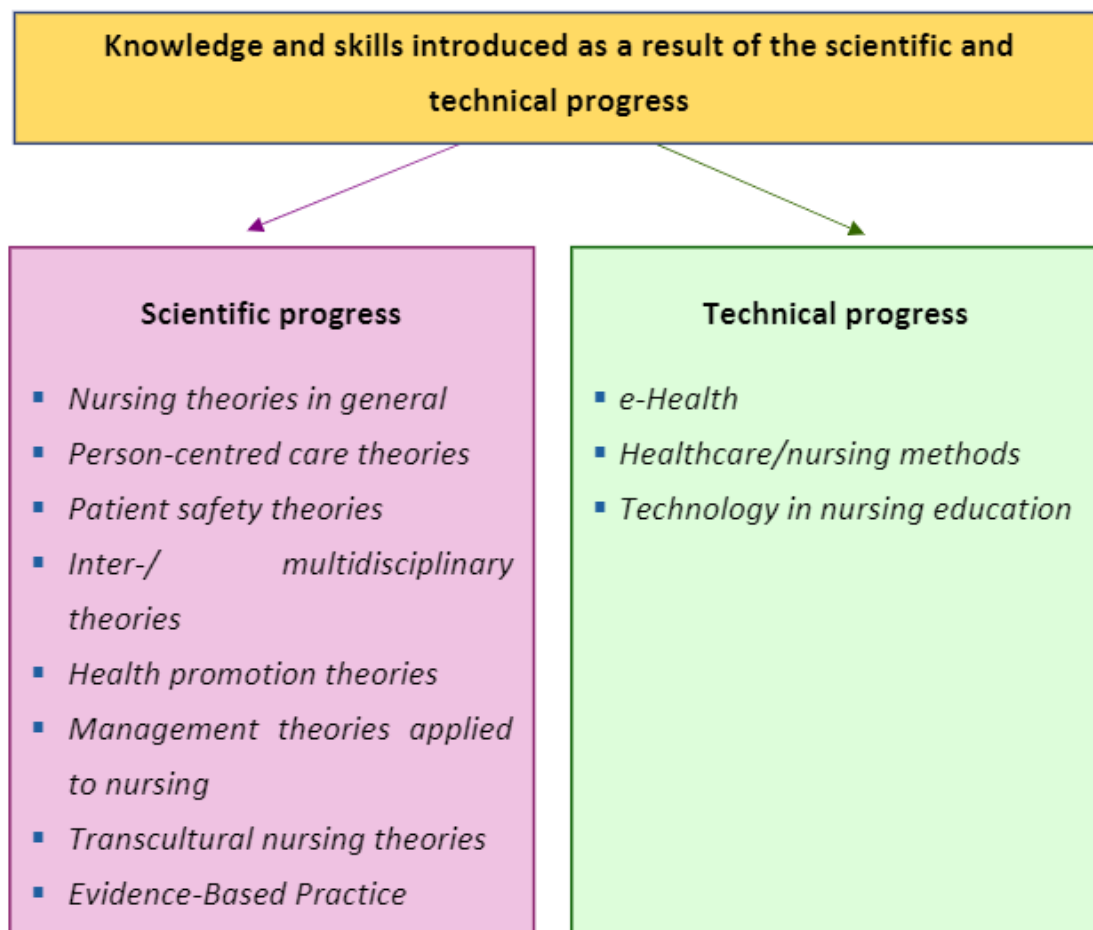 Knowledge and skills introduced as a result of the scientific and
technical progress
Scientific progress
Nursing theories in general
Person-centred care theories
Patient safety theories
Inter-/ multidisciplinary
theories
Health promotion theories
Management theories applied
to nursing
Transcultural nursing theories
Evidence-Based Practice
Technical progress
e-Health
Healthcare/nursing methods
Technology in nursing education